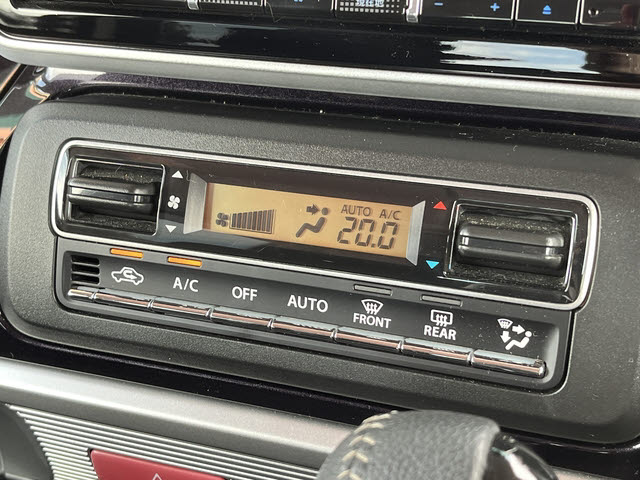 - +
AUTO A/C
20.0
A/C OFF AUTO FRONT REAR